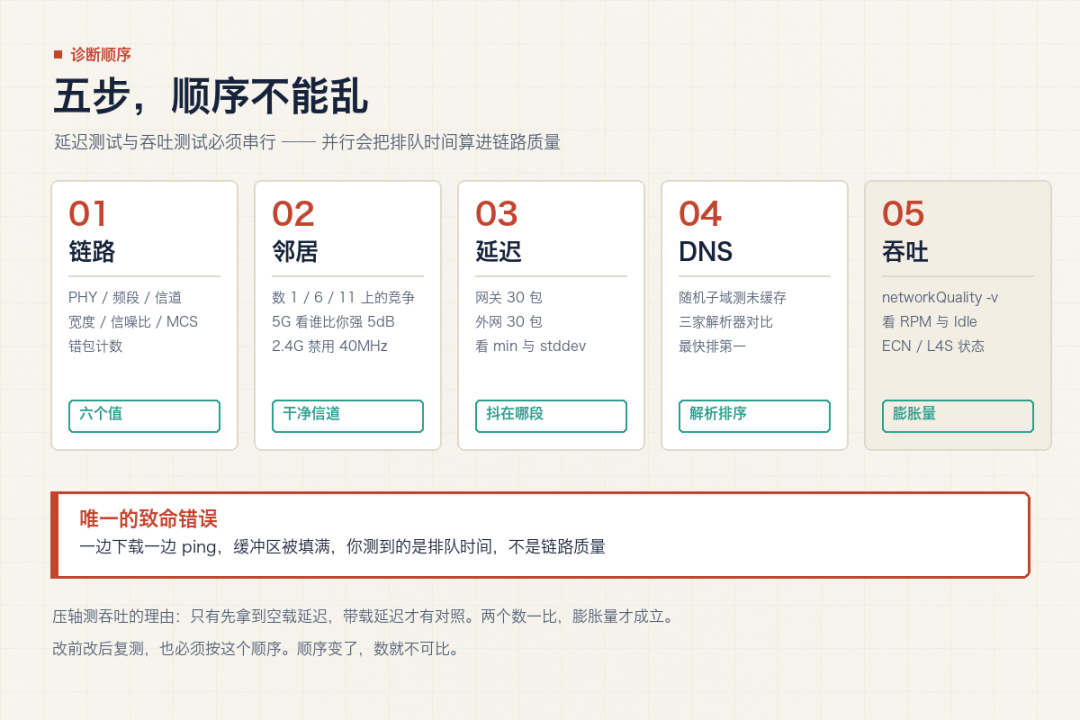 诊断顺序
五步，顺序不能乱
延迟测试与吞吐测试必须串行 —— 并行会把排队时间算进链路质量
01
链路
PHY / 频段 / 信道
宽度 / 信噪比 / MCS
错包计数
六个值
02
邻居
数 1 / 6 / 11 上的竞争
5G 看谁比你强 5dB
2.4G 禁用 40MHz
干净信道
03
延迟
网关 30 包
外网 30 包
看 min 与 stddev
抖在哪段
04
DNS
随机子域测未缓存
三家解析器对比
最快排第一
解析排序
05
吞吐
networkQuality -v
看 RPM 与 Idle
ECN / L4S 状态
膨胀量
唯一的致命错误
一边下载一边 ping，缓冲区被填满，你测到的是排队时间，不是链路质量
压轴测吞吐的理由：只有先拿到空载延迟，带载延迟才有对照。两个数一比，膨胀量才成立。
改前改后复测，也必须按这个顺序。顺序变了，数就不可比。